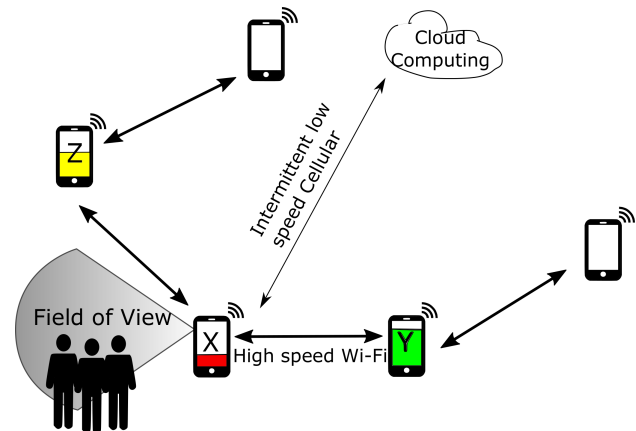 Cloud
Computing
Z
Intermittent low
speed Cellular
Field of View
X
High speed Wi-Fi
Y